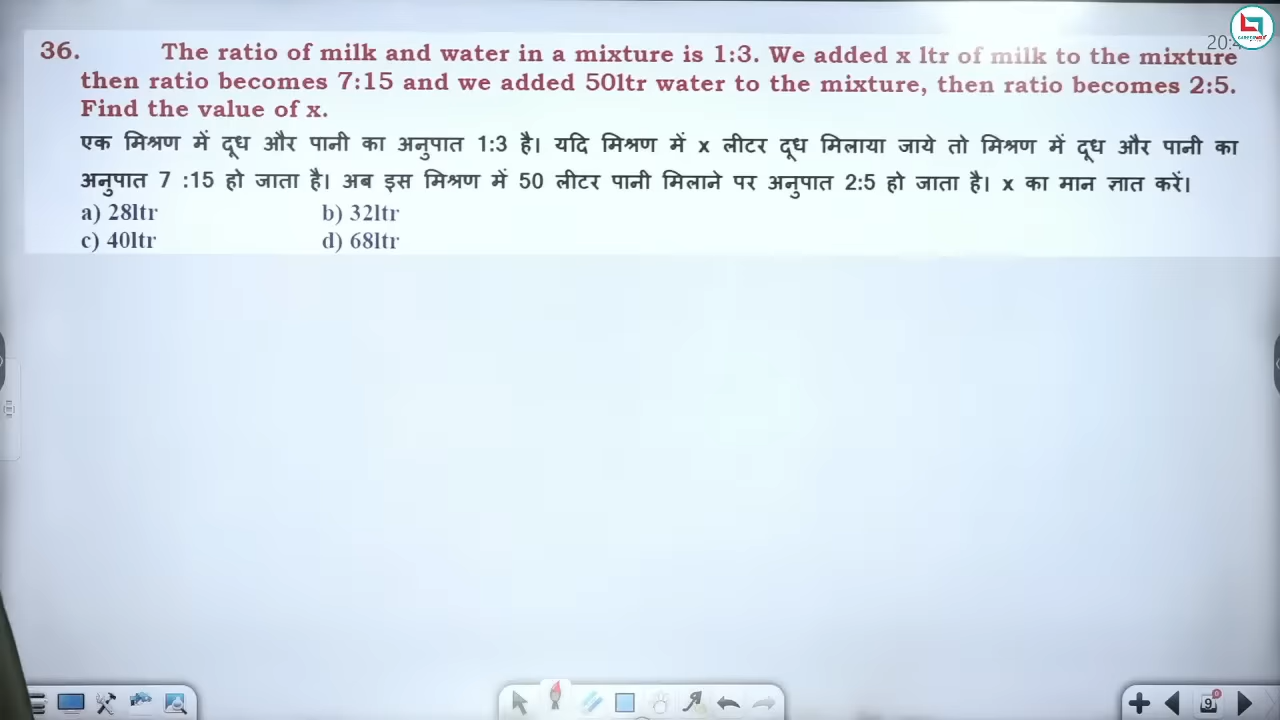 36. The ratio of milk and water in a mixture is 1:3. We added x ltr of milk to the mixture
then ratio becomes 7:15 and we added 50ltr water to the mixture, then ratio becomes 2:5.
Find the value of x.
एक मिश्रण में दूध और पानी का अनुपात 1:3 है। यदि मिश्रण में x लीटर दूध मिलाया जाये तो मिश्रण में दूध और पानी का
अनुपात 7 :15 हो जाता है। अब इस मिश्रण में 50 लीटर पानी मिलाने पर अनुपात 2:5 हो जाता है। x का मान ज्ञात करें।
a) 28ltr b) 32ltr
c) 40ltr d) 68ltr